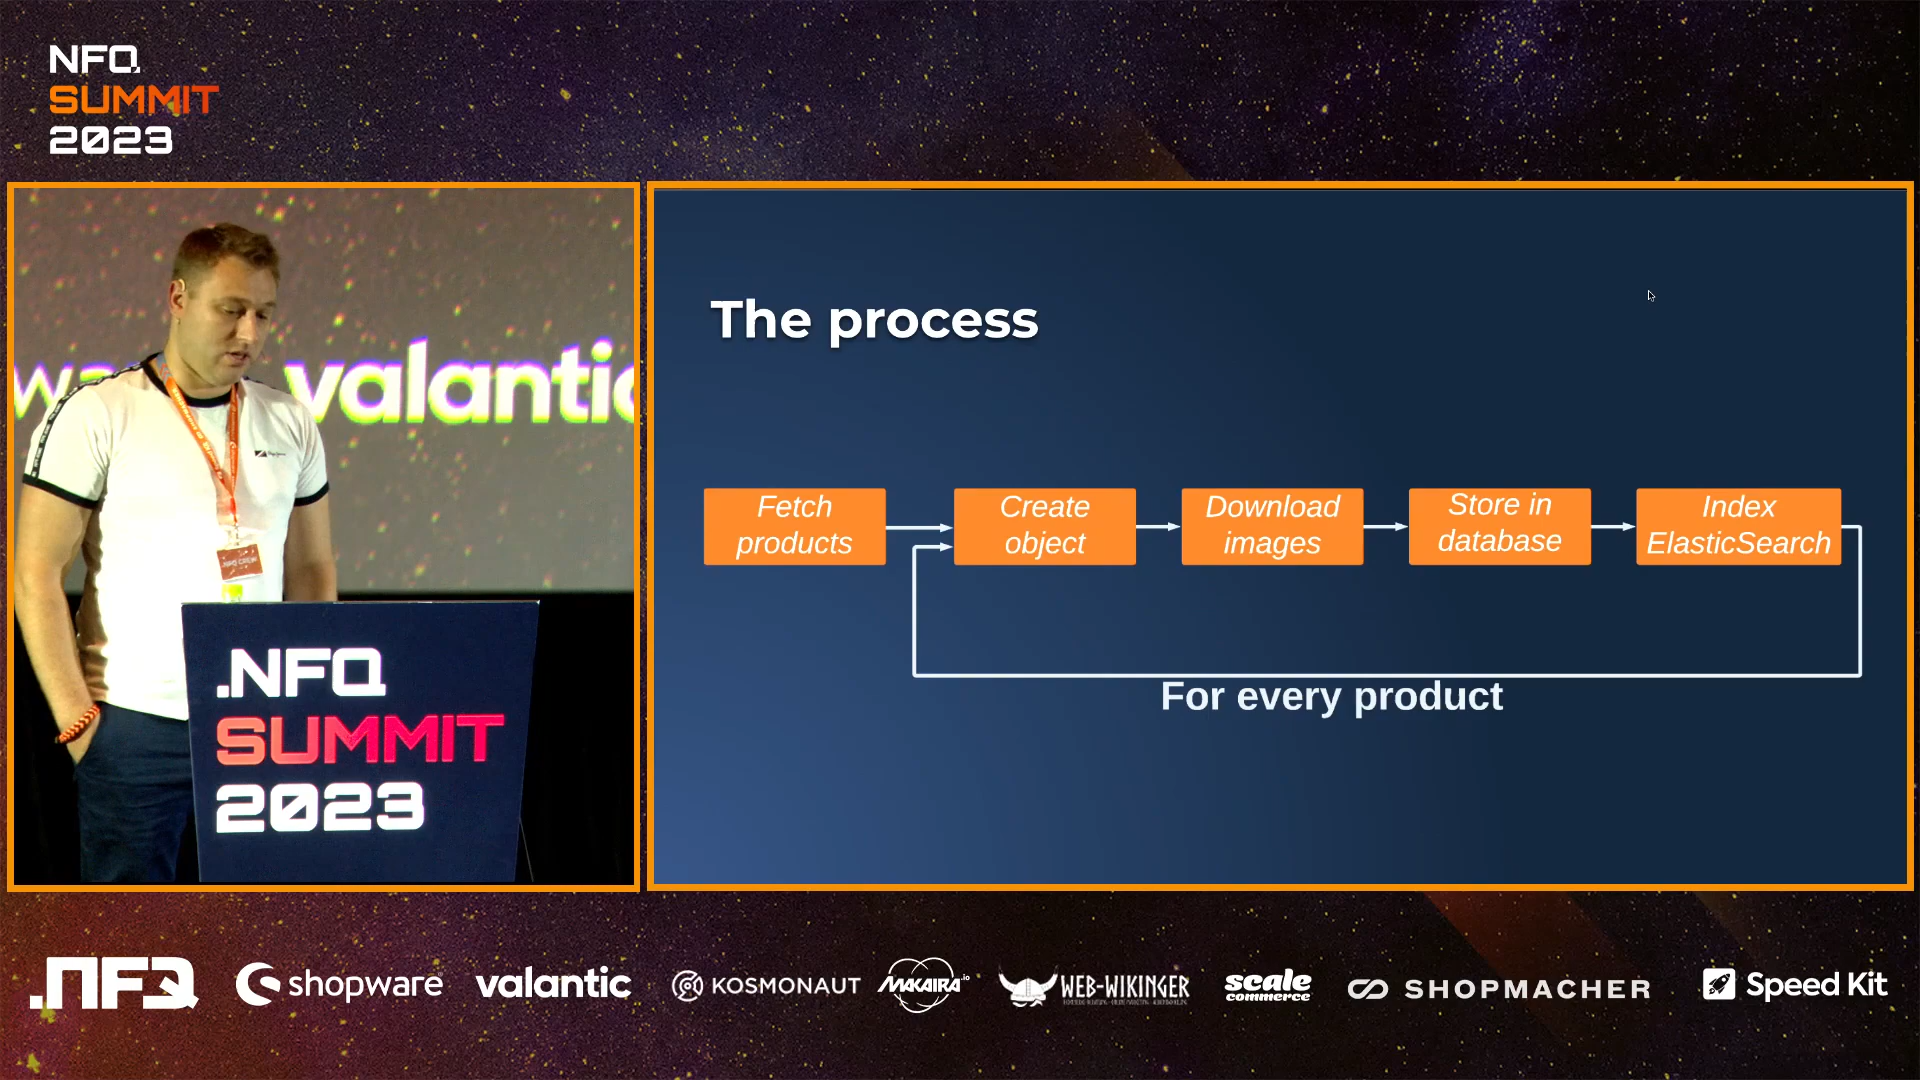 NFQ
SUMMIT
2023
valantic
.NFQ
SUMMIT
2023
The process
Fetch
products
Create
object
Download
images
Store in
database
Index
ElasticSearch
For every product
.NFQ
shopware
valantic
KOSMONAUT
MAKAIRA.io
WEB-WIKINGER
scale
commerce
SHOPMACHER
Speed Kit